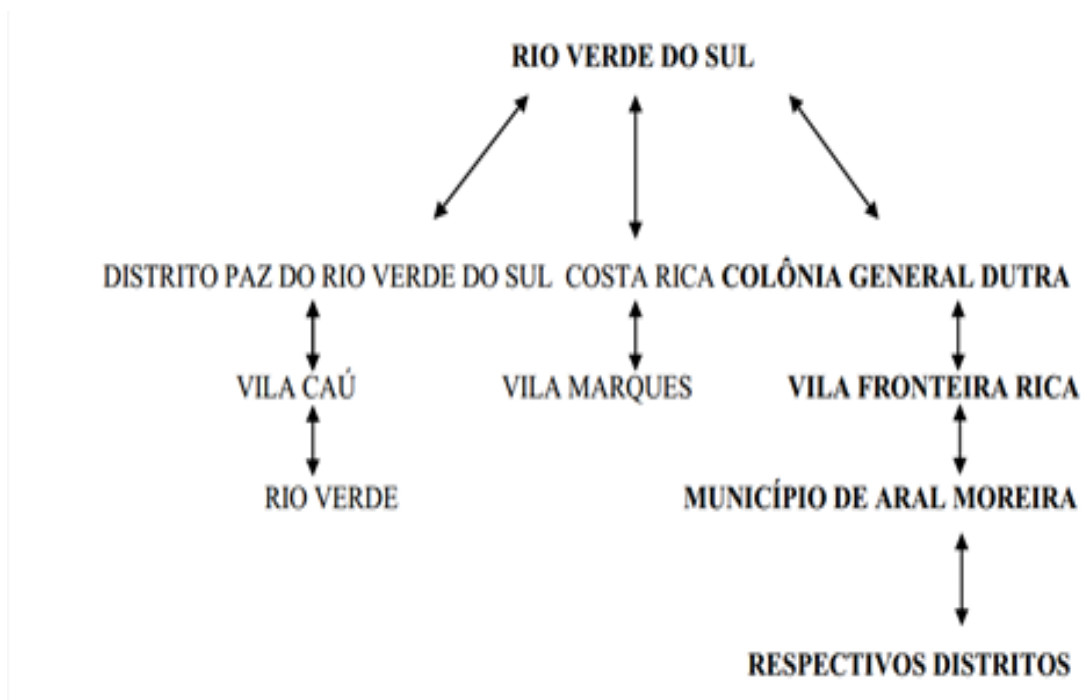 RIO VERDE DO SUL
DISTRITO PAZ DO RIO VERDE DO SUL COSTA RICA COLÔNIA GENERAL DUTRA
VILA CAÚ VILA MARQUES VILA FRONTEIRA RICA
RIO VERDE MUNICÍPIO DE ARAL MOREIRA
RESPECTIVOS DISTRITOS